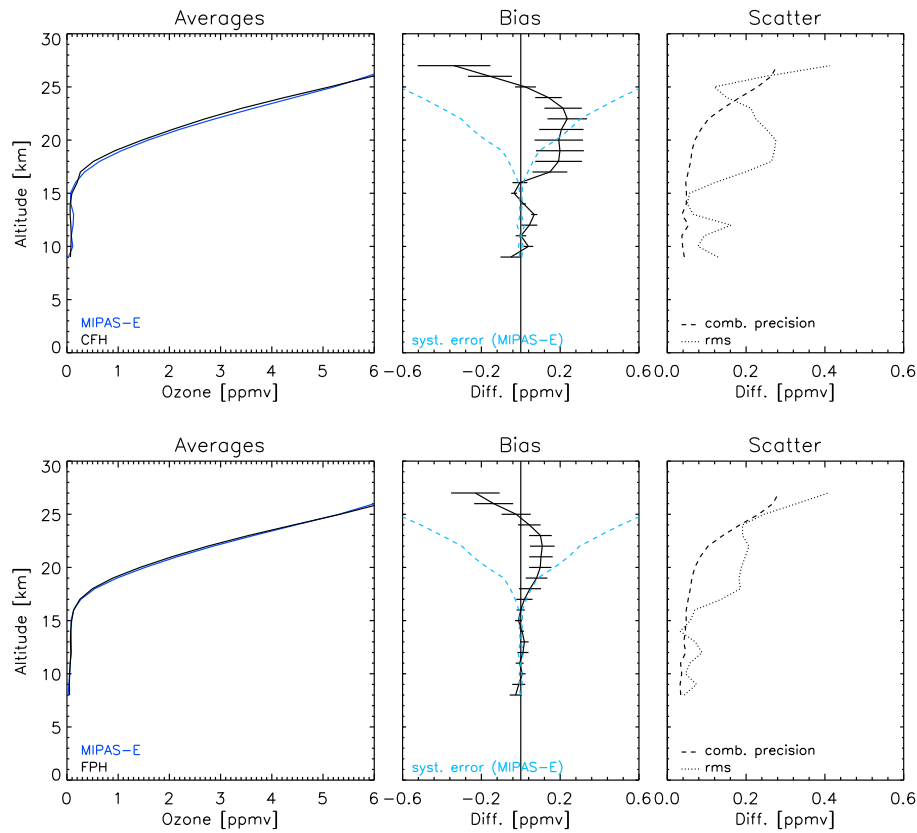 Averages
Bias
Scatter
30
25
20
15
10
5
0
Altitude [km]
MIPAS-E
CFH
syst. error (MIPAS-E)
comb. precision
rms
0 1 2 3 4 5 6
−0.6 −0.2 0.2 0.6
0.0 0.2 0.4 0.6
Ozone [ppmv]
Diff. [ppmv]
Diff. [ppmv]
Averages
Bias
Scatter
30
25
20
15
10
5
0
Altitude [km]
MIPAS-E
FPH
syst. error (MIPAS-E)
comb. precision
rms
0 1 2 3 4 5 6
−0.6 −0.2 0.2 0.6
0.0 0.2 0.4 0.6
Ozone [ppmv]
Diff. [ppmv]
Diff. [ppmv]